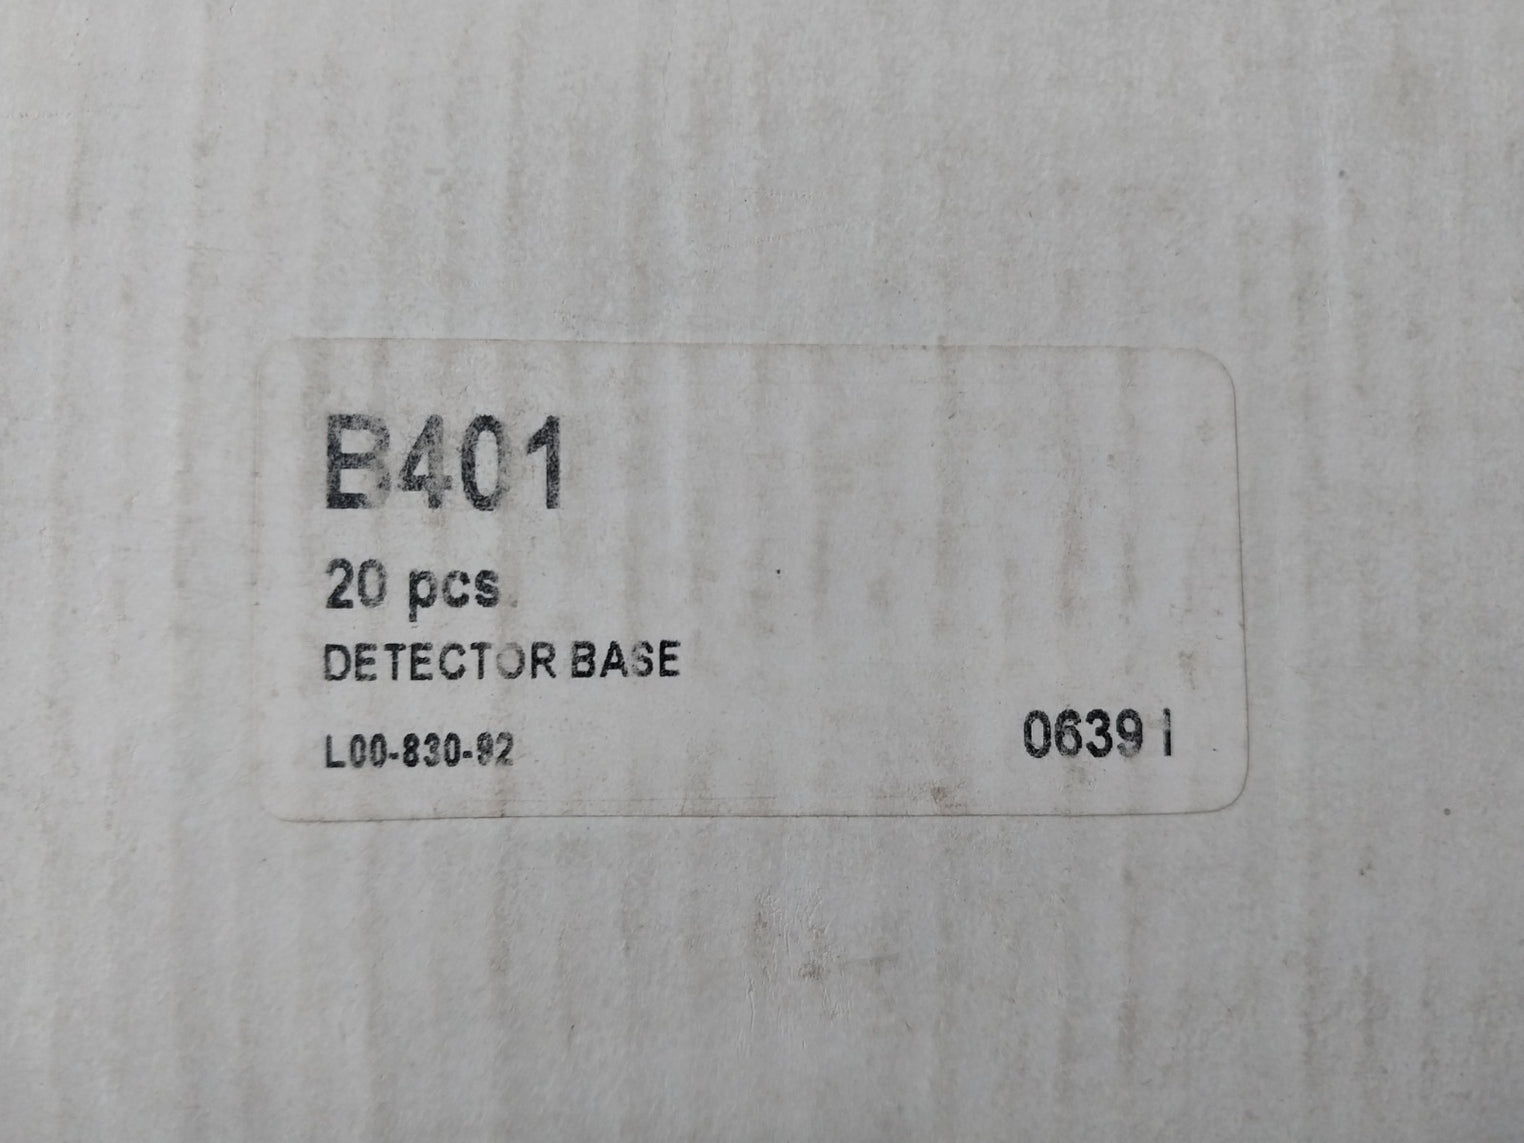 B401
20 pcs.
DETECTOR BASE
L00-830-92
0639 I